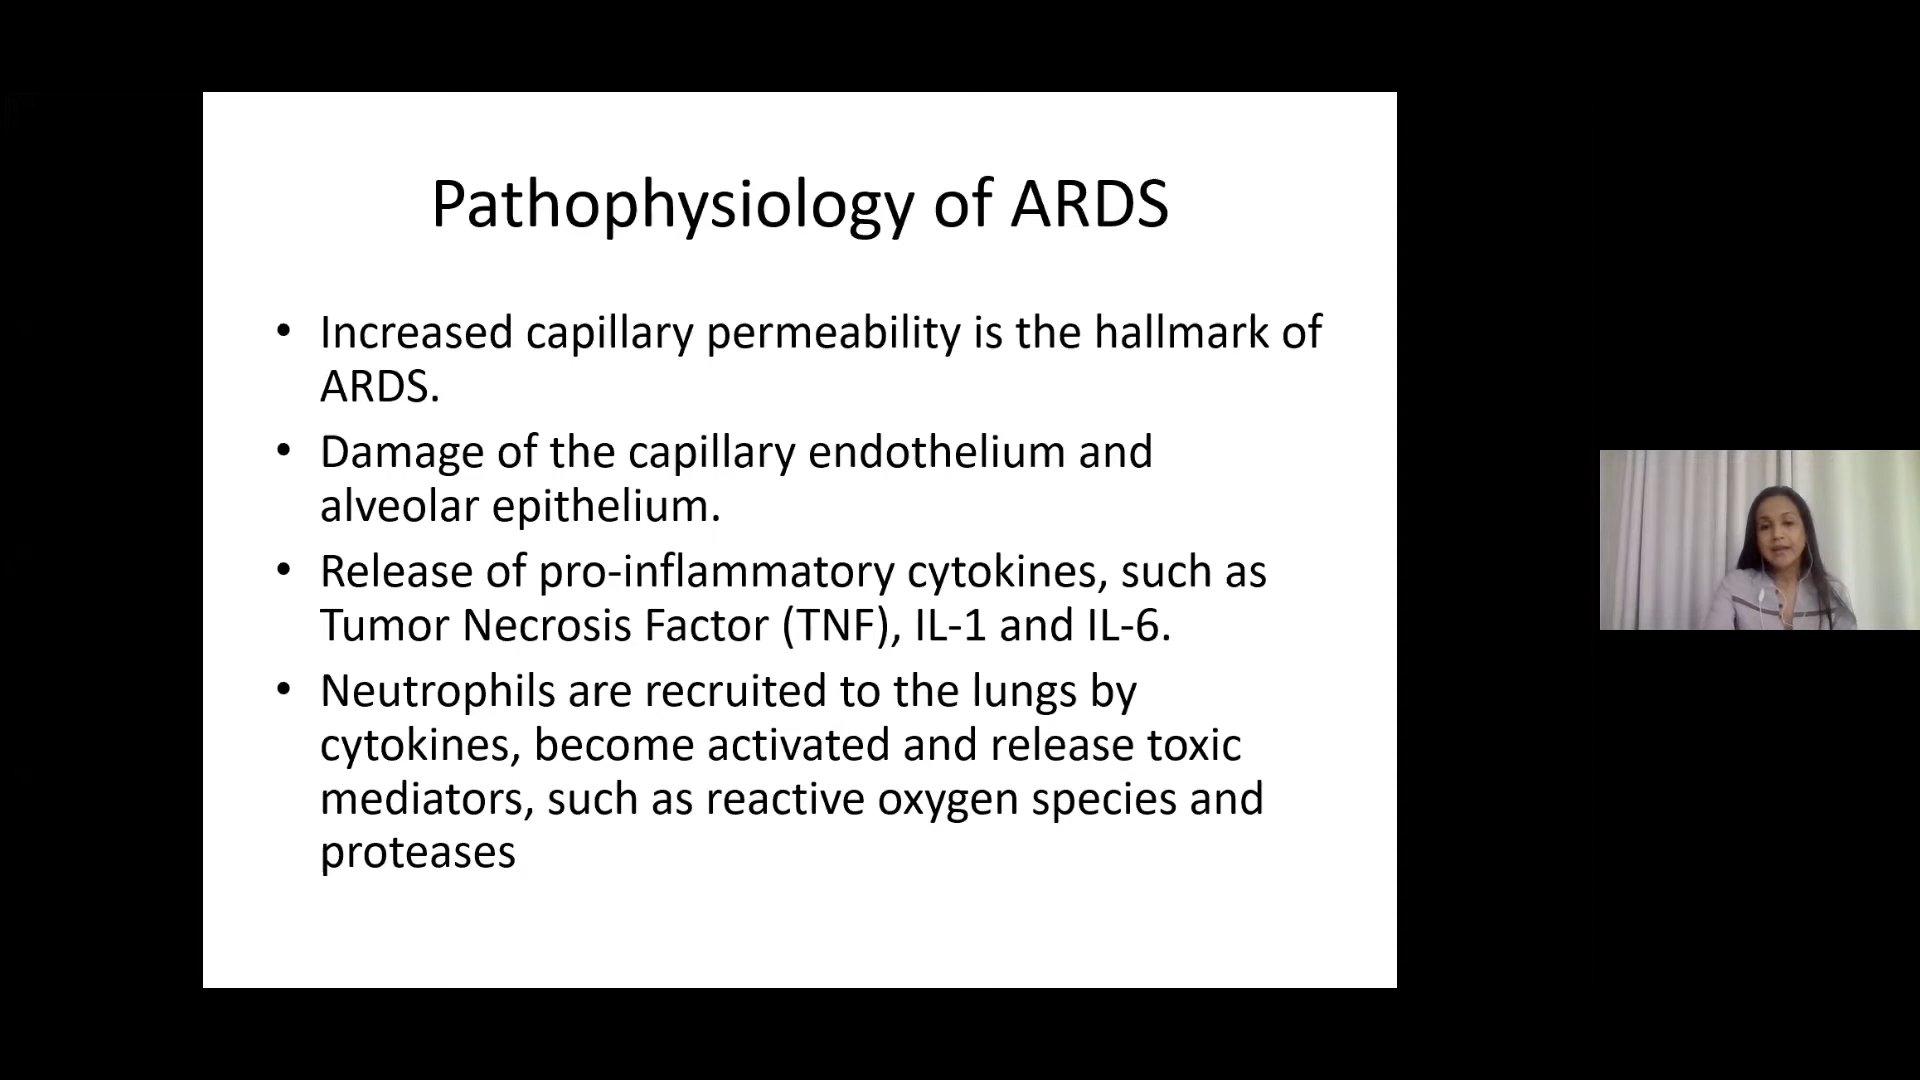 Pathophysiology of ARDS
• Increased capillary permeability is the hallmark of
ARDS.
• Damage of the capillary endothelium and
alveolar epithelium.
• Release of pro-inflammatory cytokines, such as
Tumor Necrosis Factor (TNF), IL-1 and IL-6.
• Neutrophils are recruited to the lungs by
cytokines, become activated and release toxic
mediators, such as reactive oxygen species and
proteases